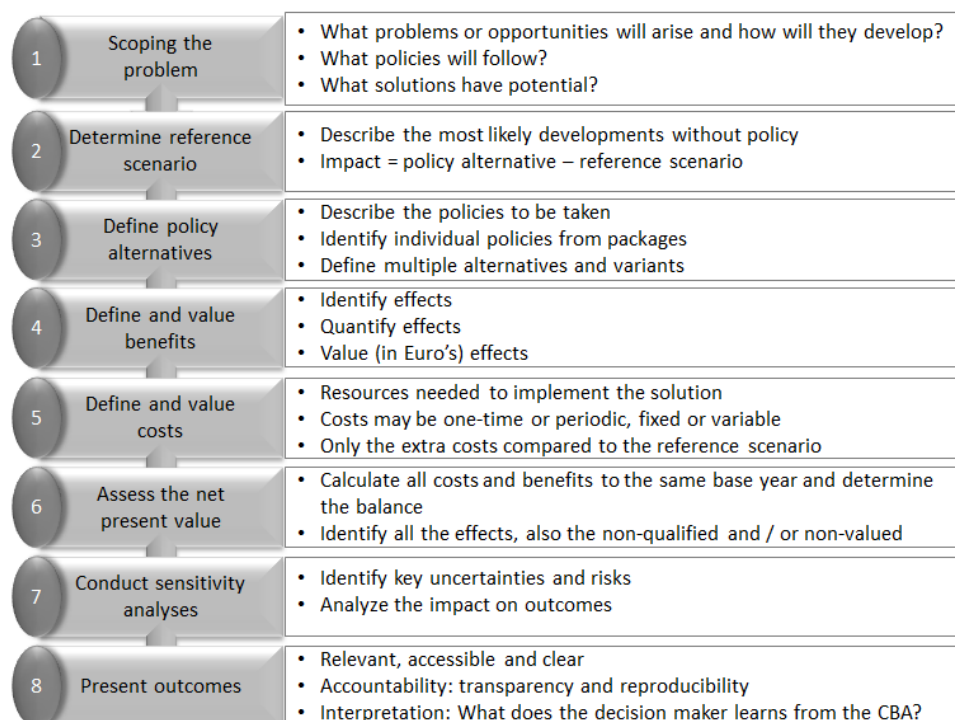 1
Scoping the
problem
• What problems or opportunities will arise and how will they develop?
• What policies will follow?
• What solutions have potential?
2
Determine reference
scenario
• Describe the most likely developments without policy
• Impact = policy alternative – reference scenario
3
Define policy
alternatives
• Describe the policies to be taken
• Identify individual policies from packages
• Define multiple alternatives and variants
4
Define and value
benefits
• Identify effects
• Quantify effects
• Value (in Euro's) effects
5
Define and value
costs
• Resources needed to implement the solution
• Costs may be one-time or periodic, fixed or variable
• Only the extra costs compared to the reference scenario
6
Assess the net
present value
• Calculate all costs and benefits to the same base year and determine
the balance
• Identify all the effects, also the non-qualified and / or non-valued
7
Conduct sensitivity
analyses
• Identify key uncertainties and risks
• Analyze the impact on outcomes
8
Present outcomes
• Relevant, accessible and clear
• Accountability: transparency and reproducibility
• Interpretation: What does the decision maker learns from the CBA?